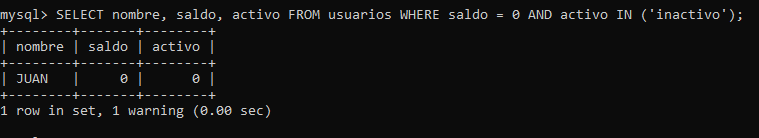 mysql> SELECT nombre, saldo, activo FROM usuarios WHERE saldo = 0 AND activo IN ('inactivo');
+--------+-------+--------+
| nombre | saldo | activo |
+--------+-------+--------+
| JUAN   |     0 |      0 |
+--------+-------+--------+
1 row in set, 1 warning (0.00 sec)